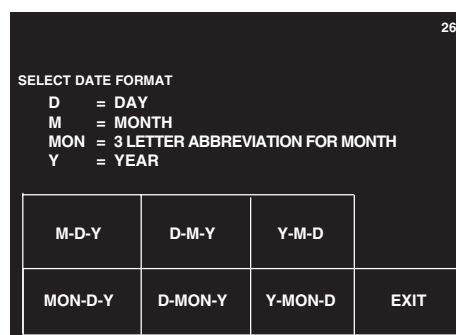 26
SELECT DATE FORMAT
D = DAY
M = MONTH
MON = 3 LETTER ABBREVIATION FOR MONTH
Y = YEAR
M-D-Y D-M-Y Y-M-D
MON-D-Y D-MON-Y Y-MON-D EXIT